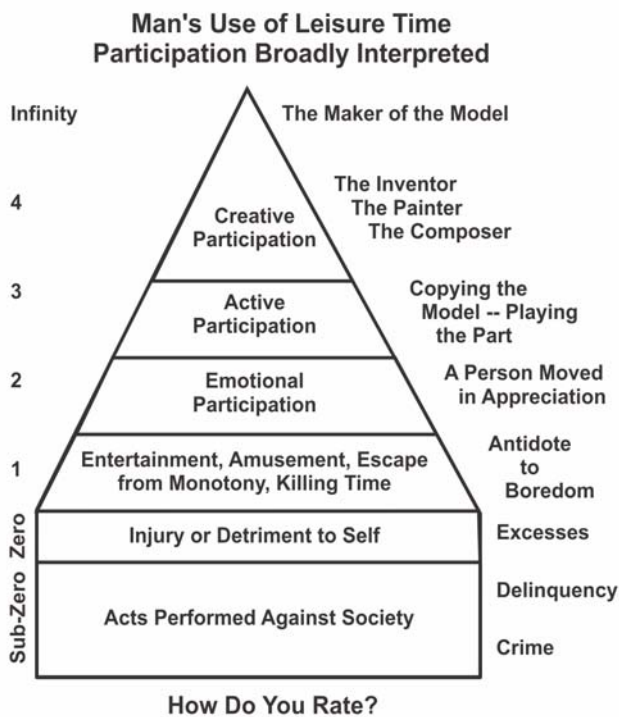 Man's Use of Leisure Time
Participation Broadly Interpreted
Infinity
The Maker of the Model
4
Creative
Participation
The Inventor
The Painter
The Composer
3
Active
Participation
Copying the
Model -- Playing
the Part
2
Emotional
Participation
A Person Moved
in Appreciation
1
Entertainment, Amusement, Escape
from Monotony, Killing Time
Antidote
to
Boredom
Zero
Injury or Detriment to Self
Excesses
Sub-Zero
Acts Performed Against Society
Delinquency
Crime
How Do You Rate?